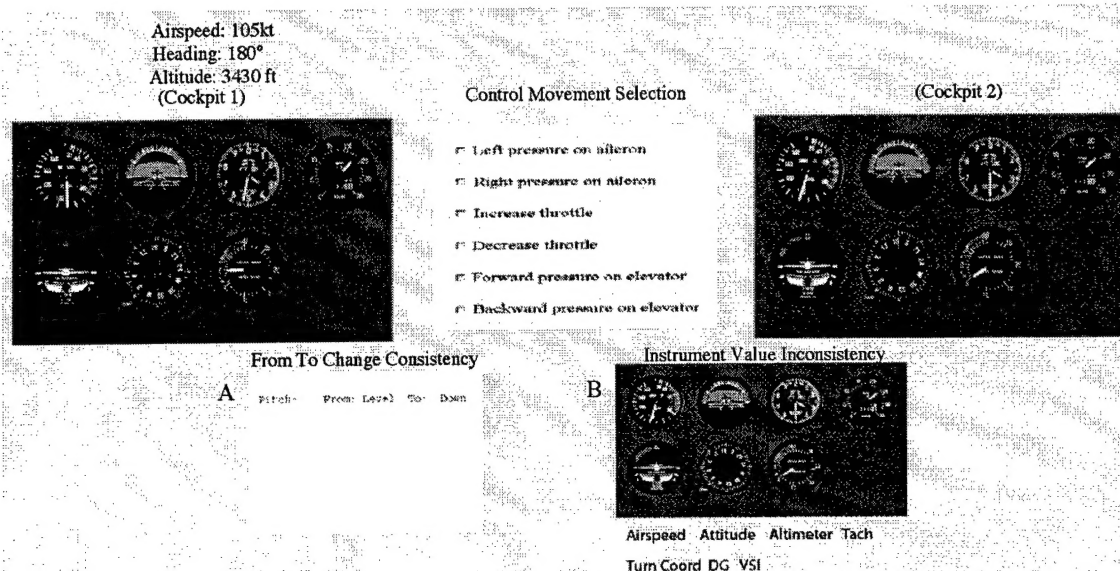 Airspeed: 105kt
Heading: 180°
Altitude: 3430 ft
(Cockpit 1)
Control Movement Selection
(Cockpit 2)
Left pressure on aileron
Right pressure on aileron
Increase throttle
Decrease throttle
Forward pressure on elevator
Backward pressure on elevator
From To Change Consistency
Instrument Value Inconsistency
A
Pitch- From: Level To: Down
B
Airspeed Attitude Altimeter Tach
Turn Coord DG VSI